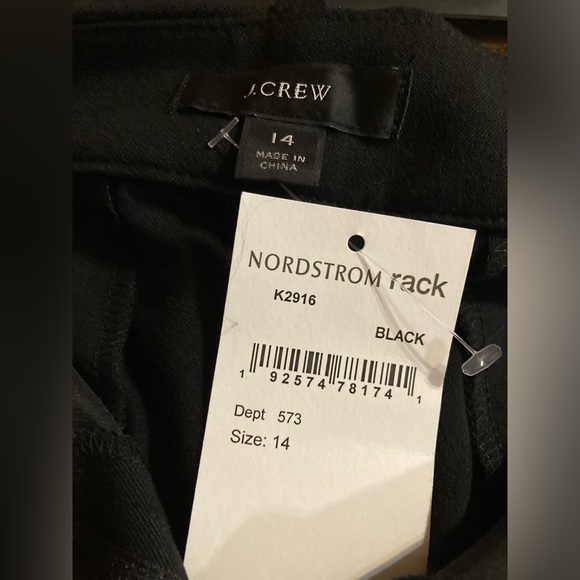 J.CREW
14
MADE IN
CHINA
NORDSTROM rack
K2916
BLACK
1 92574 78174 1
Dept 573
Size: 14